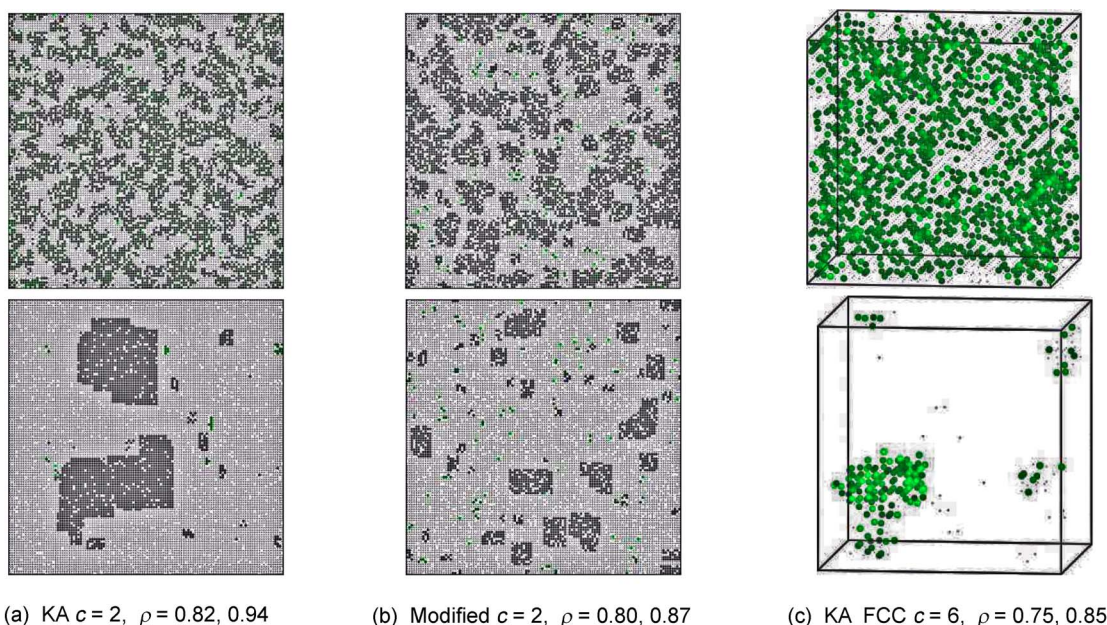 (a) KA c = 2, ρ = 0.82, 0.94
(b) Modified c = 2, ρ = 0.80, 0.87
(c) KA FCC c = 6, ρ = 0.75, 0.85